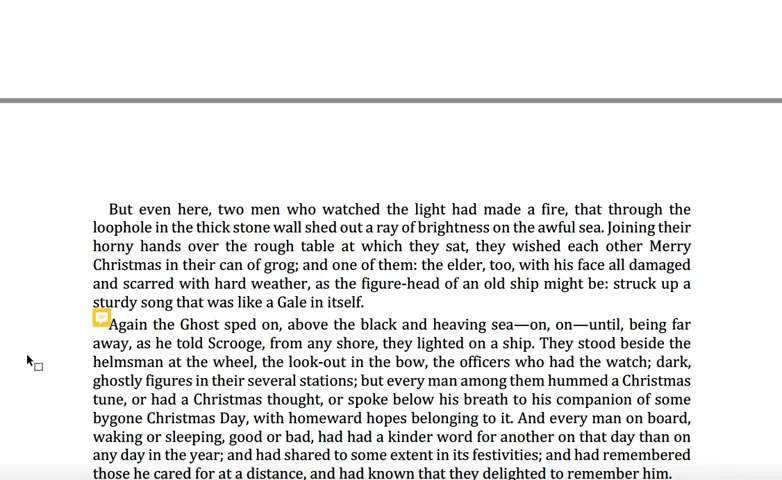 But even here, two men who watched the light had made a fire, that through the
loophole in the thick stone wall shed out a ray of brightness on the awful sea. Joining their
horny hands over the rough table at which they sat, they wished each other Merry
Christmas in their can of grog; and one of them: the elder, too, with his face all damaged
and scarred with hard weather, as the figure-head of an old ship might be: struck up a
sturdy song that was like a Gale in itself.
Again the Ghost sped on, above the black and heaving sea—on, on—until, being far
away, as he told Scrooge, from any shore, they lighted on a ship. They stood beside the
helmsman at the wheel, the look-out in the bow, the officers who had the watch; dark,
ghostly figures in their several stations; but every man among them hummed a Christmas
tune, or had a Christmas thought, or spoke below his breath to his companion of some
bygone Christmas Day, with homeward hopes belonging to it. And every man on board,
waking or sleeping, good or bad, had had a kinder word for another on that day than on
any day in the year; and had shared to some extent in its festivities; and had remembered
those he cared for at a distance, and had known that they delighted to remember him.